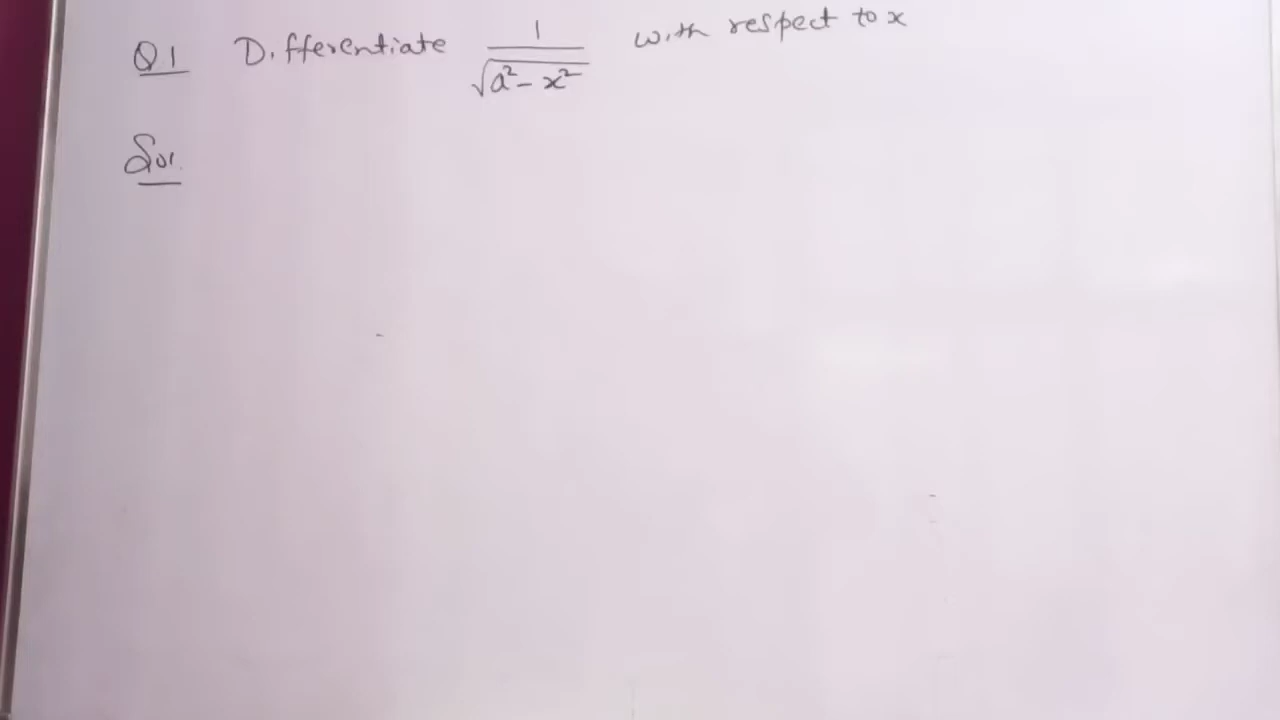 Q1 Differentiate 1/√(a² - x²) with respect to x
Sol.